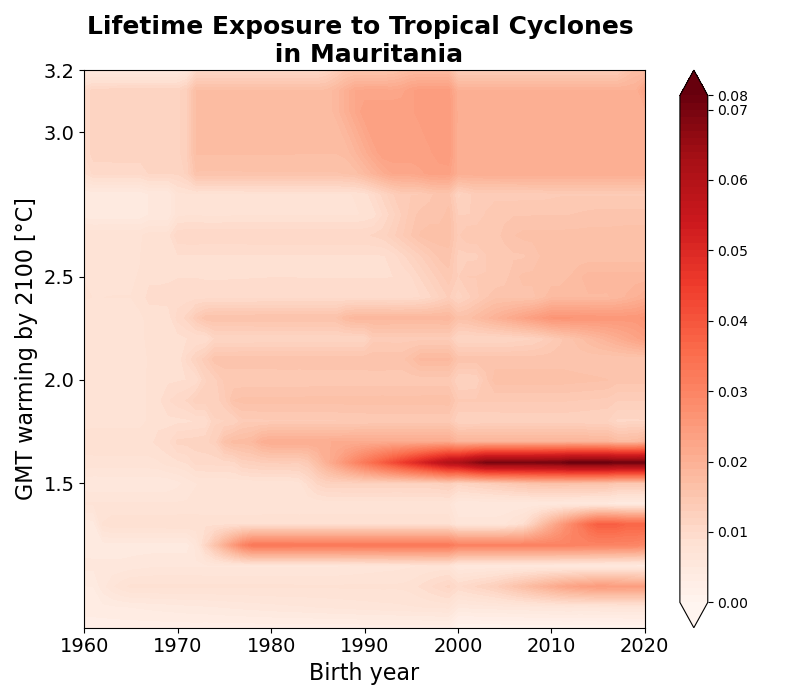 Lifetime Exposure to Tropical Cyclones
in Mauritania
GMT warming by 2100 [°C]
3.2
3.0
2.5
2.0
1.5
1960 1970 1980 1990 2000 2010 2020
Birth year
0.08
0.07
0.06
0.05
0.04
0.03
0.02
0.01
0.00